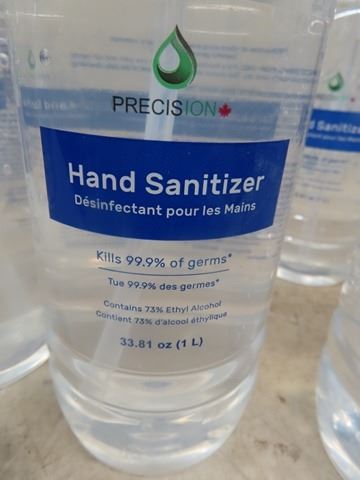 PRECISION
Hand Sanitizer
Désinfectant pour les Mains
Kills 99.9% of germs*
Tue 99.9% des germes*
Contains 73% Ethyl Alcohol
Contient 73% d'alcool éthylique
33.81 oz (1 L)
d Sanitizer